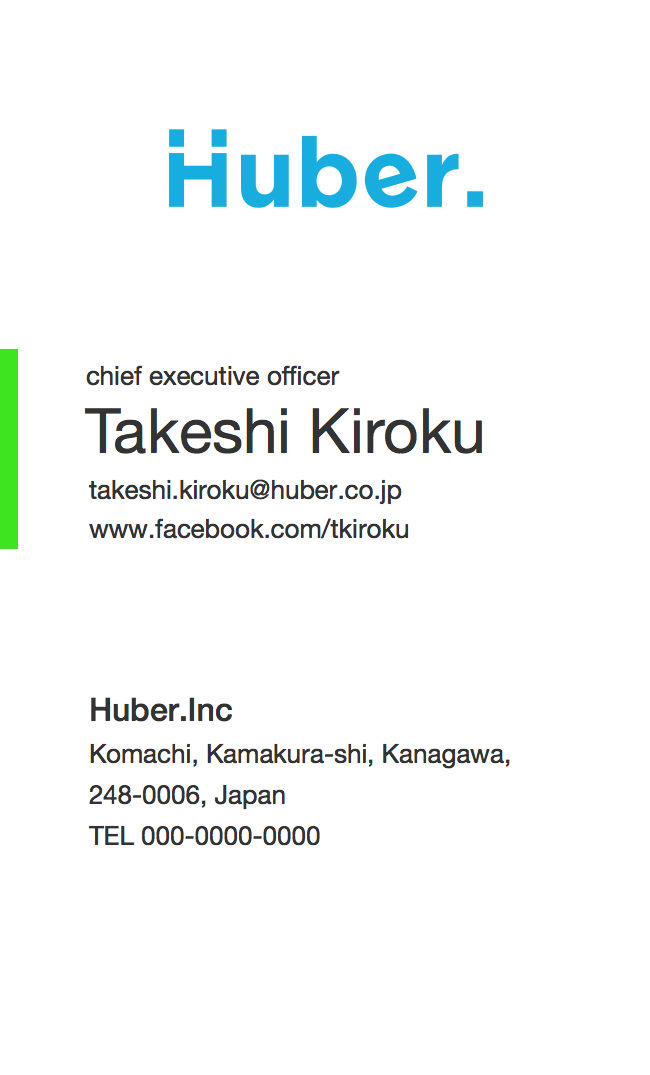 Huber.
chief executive officer
Takeshi Kiroku
takeshi.kiroku@huber.co.jp
www.facebook.com/tkiroku
Huber.Inc
Komachi, Kamakura-shi, Kanagawa,
248-0006, Japan
TEL 000-0000-0000